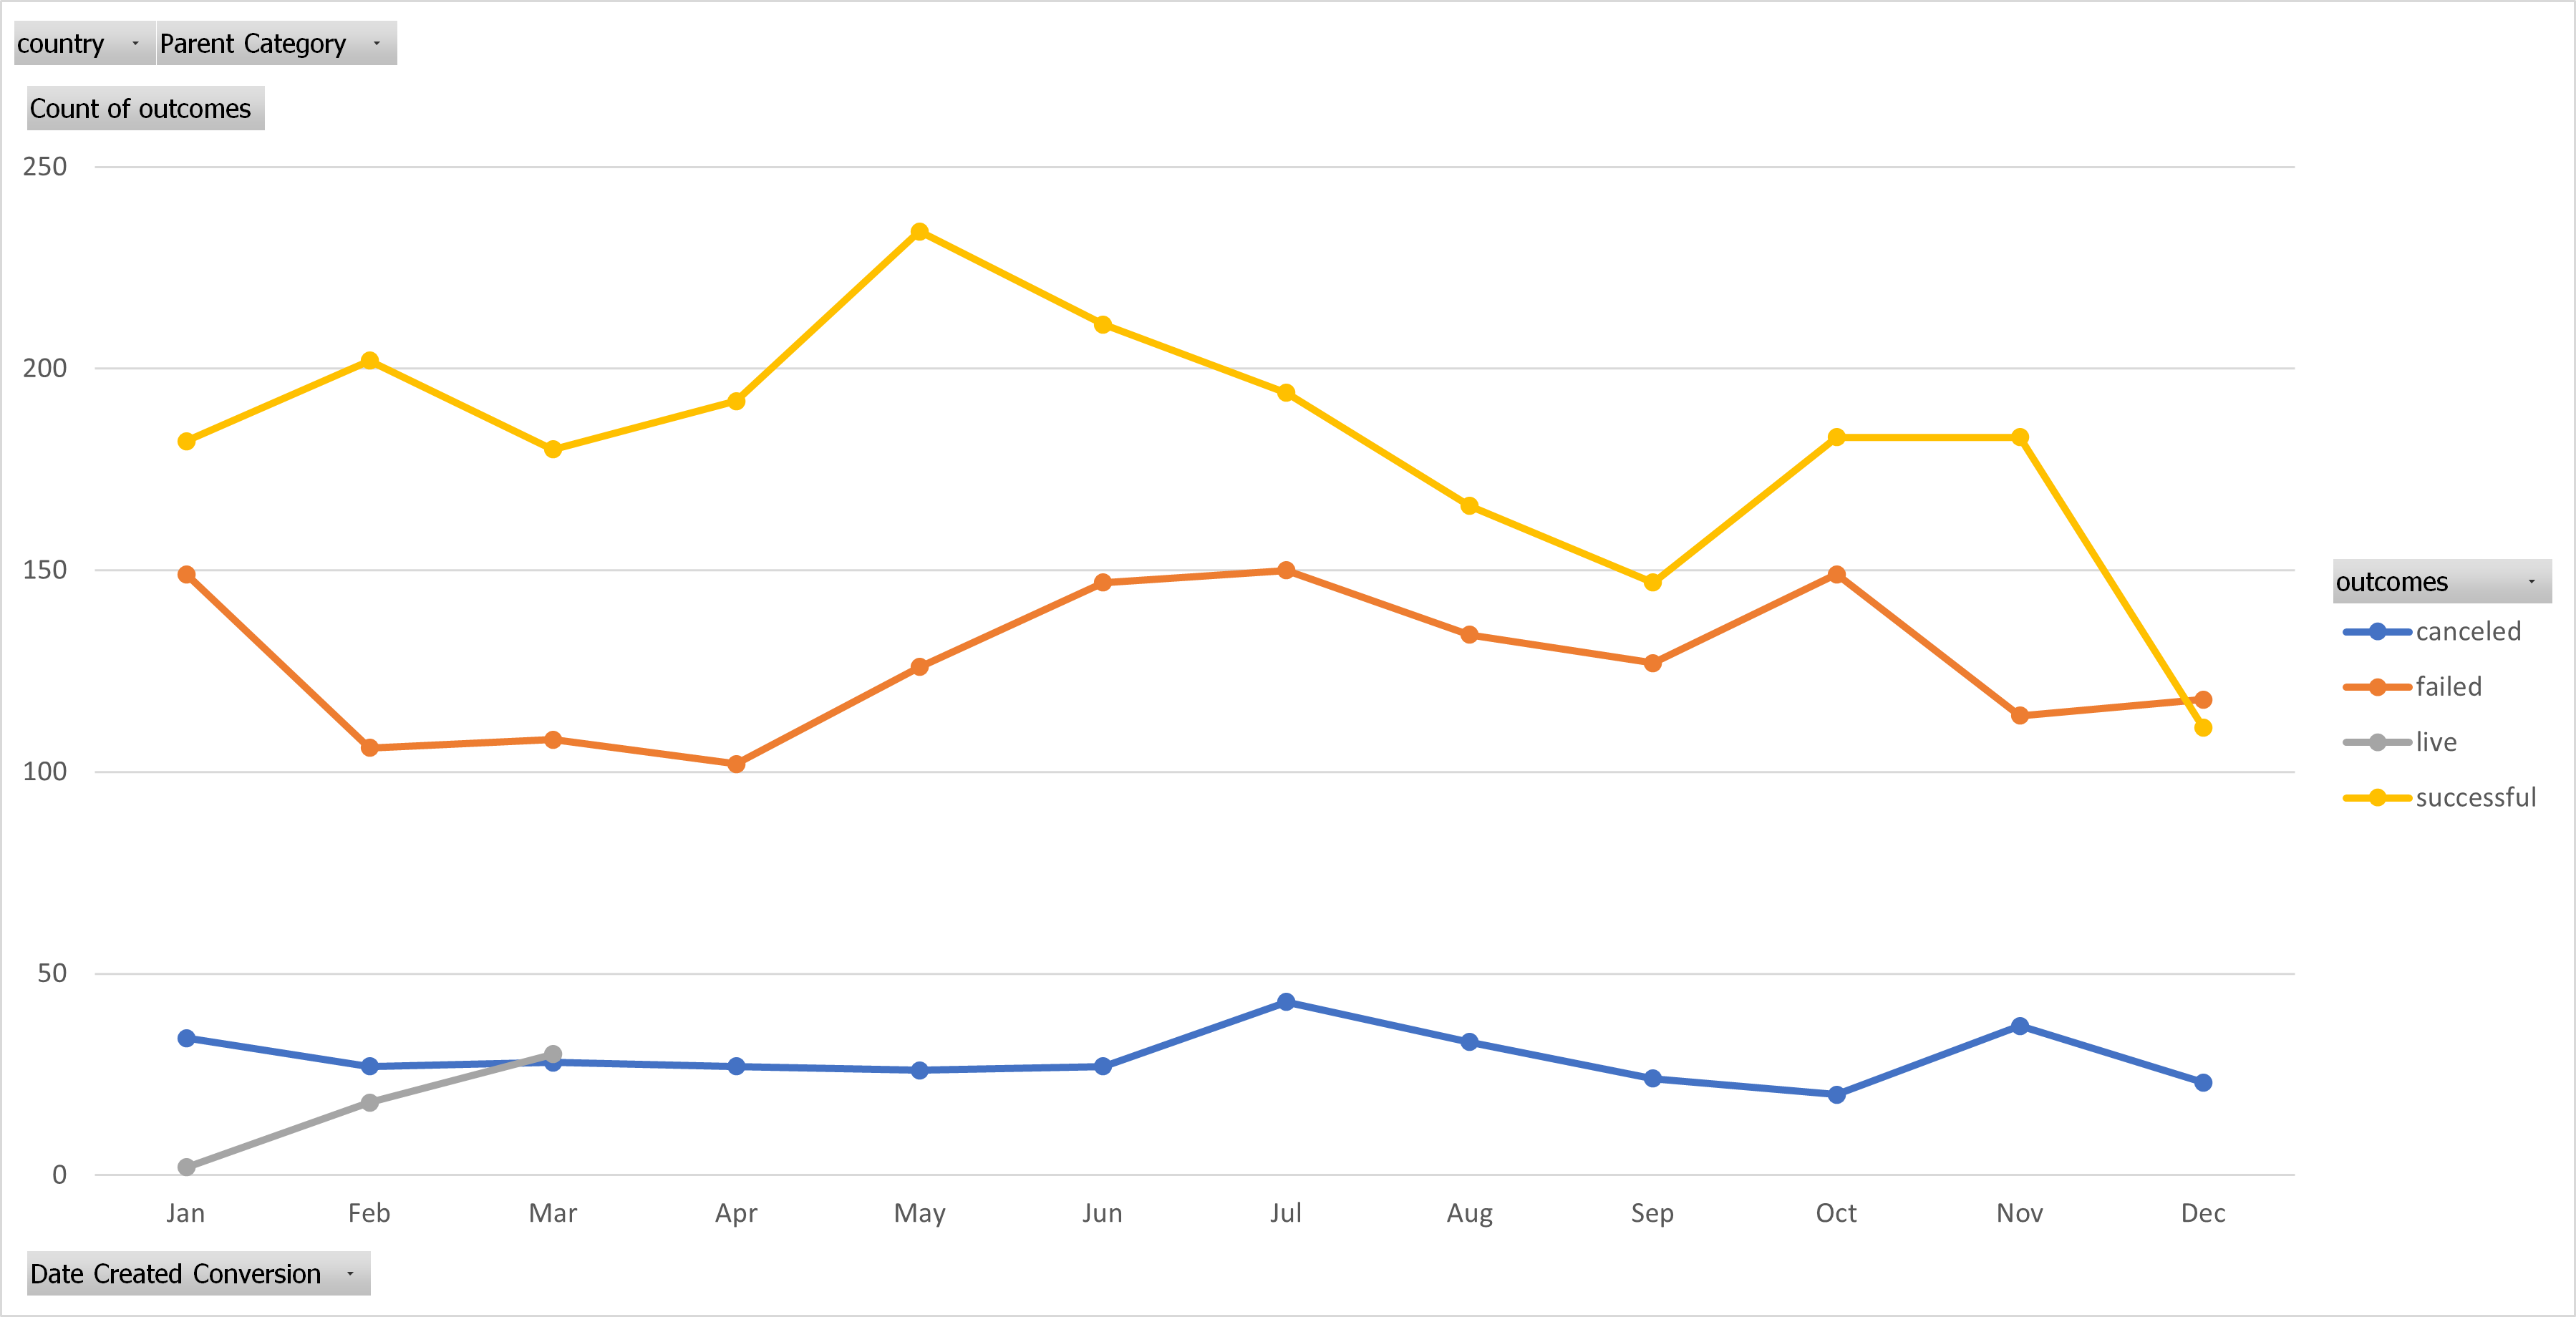 country Parent Category
Count of outcomes
250
200
150
100
50
0
Jan Feb Mar Apr May Jun Jul Aug Sep Oct Nov Dec
Date Created Conversion
outcomes
canceled
failed
live
successful